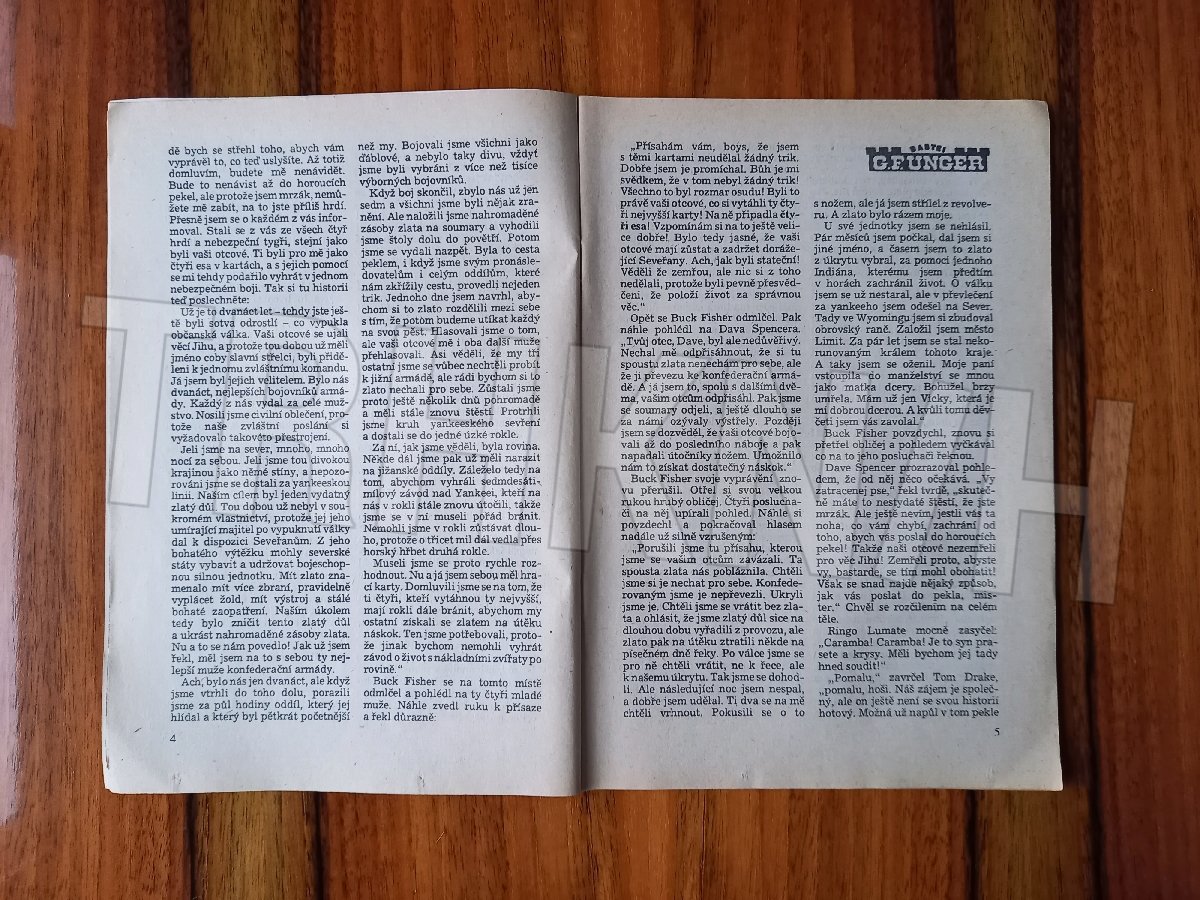 dě bych se střehl toho, abych vám
vyprávěl to, co teď uslyšíte. Až totiž
domluvím, budete mě nenávidět.
Bude to nenávist až do horoucích
pekel, ale protože jsem mrzák, nemů-
žete mě zabít, na to jste příliš hrdí.
Přesně jsem se o každém z vás infor-
moval. Stali se z vás ze všech čtyř
hrdí a nebezpeční tygři, stejní jako
byli vaši otcové. Ti byli pro mě jako
čtyři esa v kartách, a s jejich pomocí
se mi tehdy podařilo vyhrát v jednom
nebezpečném boji. Tak si tu historii
teď poslechněte:
Už je to dvanáct let – tehdy jste ješ-
tě byli sotva odrostlí – co vypukla
občanská válka. Vaši otcové se ujali
věcí Jihu, a protože tou dobou už měli
jméno coby slavní střelci, byli přidě-
leni k jednomu zvláštnímu komandu.
Já jsem byl jejich velitelem. Bylo nás
dvanáct, nejlepších bojovníků armá-
dy. Každý z nás vydal za celé muž-
stvo. Nosili jsme civilní oblečení, pro-
tože naše zvláštní poslání si
vyžadovalo takovéto přestrojení.
Jeli jsme na sever, mnoho, mnoho
nocí za sebou. Jeli jsme tou divokou
krajinou jako němé stíny, a nepozo-
rováni jsme se dostali za yankeeskou
linii. Naším cílem byl jeden vydatný
zlatý důl. Tou dobou už nebyl v sou-
kromém vlastnictví, protože jej jeho
umírající majitel po vypuknutí války
dal k dispozici Seveřanům. Z jeho
bohatého výtěžku mohly severské
státy vybavit a udržovat bojeschop-
nou silnou jednotku. Mít zlato zna-
menalo mít více zbraní, pravidelně
vyplácet žold, mít výstroj a stálé
bohaté zaopatření. Naším úkolem
tedy bylo zničit tento zlatý důl
a ukrást nahromaděné zásoby zlata.
Nu a to se nám povedlo! Jak už jsem
řekl, měl jsem na to s sebou ty nej-
lepší muže konfederační armády.
Ach, bylo nás jen dvanáct, ale když
jsme vtrhli do toho dolu, porazili
jsme za půl hodiny oddíl, který jej
hlídal a který byl pětkrát početnější
4
než my. Bojovali jsme všichni jako
ďáblové, a nebylo taky divu, vždyť
jsme byli vybráni z více než tisíce
výborných bojovníků.
Když boj skončil, zbylo nás už jen
sedm a všichni jsme byli nějak zra-
nění. Ale naložili jsme nahromaděné
zásoby zlata na soumary a vyhodili
jsme štoly dolu do povětří. Potom
jsme se vydali nazpět. Byla to cesta
peklem, i když jsme svým pronásle-
dovatelům i celým oddílům, které
nám zkřížily cestu, provedli nejeden
trik. Jednoho dne jsem navrhl, aby-
chom si to zlato rozdělili mezi sebe
s tím, že potom budeme utíkat každý
na svou pěst. Hlasovali jsme o tom,
ale vaši otcové mě i oba další muže
přehlasovali. Asi věděli, že my tři
ostatní jsme se vůbec nechtěli probít
k jižní armádě, ale rádi bychom si to
zlato nechali pro sebe. Zůstali jsme
proto ještě několik dnů pohromadě
a měli stále znovu štěstí. Protrhli
jsme kruh yankeeského sevření
a dostali se do jedné úzké rokle.
Za ní, jak jsme věděli, byla rovina.
Někde dál jsme pak už měli narazit
na jižanské oddíly. Záleželo tedy na
tom, abychom vyhráli sedmdesáti-
mílový závod nad Yankei, kteří na
nás v rokli stále znovu útočili, takže
jsme se v ní museli pořád bránit.
Nemohli jsme v rokli zůstávat dlou-
ho, protože o třicet mil dál vedla přes
horský hřbet druhá rokle.
Museli jsme se proto rychle roz-
hodnout. Nu a já jsem sebou měl hra-
cí karty. Domluvili jsme se na tom, že
ti čtyři, kteří vytáhnou ty nejvyšší,
mají rokli dále bránit, abychom my
ostatní získali se zlatem na útěku
náskok. Ten jsme potřebovali, proto-
že jinak bychom nemohli vyhrát
závod o život s nákladními zvířaty po
rovině.“
Buck Fisher se na tomto místě
odmlčel a pohlédl na ty čtyři mladé
muže. Náhle zvedl ruku k přísaze
a řekl důrazně:
„Přísahám vám, boys, že jsem
s těmi kartami neudělal žádný trik.
Dobře jsem je promíchal. Bůh je mi
svědkem, že v tom nebyl žádný trik!
Všechno to byl rozmar osudu! Byli to
právě vaši otcové, co si vytáhli ty čty-
ři nejvyšší karty! Na ně připadla čty-
ři esa! Vzpomínám si na to ještě veli-
ce dobře! Bylo tedy jasné, že vaši
otcové mají zůstat a zadržet doráže-
jící Seveřany. Ach, jak byli stateční!
Věděli že zemřou, ale nic si z toho
nedělali, protože byli pevně přesvěd-
čeni, že položí život za správnou
věc.“
Opět se Buck Fisher odmlčel. Pak
náhle pohlédl na Dava Spencera.
„Tvůj otec, Dave, byl ale nedůvěřivý.
Nechal mě odpřísáhnout, že si tu
spoustu zlata nenechám pro sebe, ale
že ji převezu ke konfederační armá-
dě. A já jsem to, spolu s dalšími dvě-
ma, vašim otcům odpřísáhl. Pak jsme
se soumary odjeli, a ještě dlouho se
za námi ozývaly výstřely. Později
jsem se dozvěděl, že vaši otcové bojo-
vali až do posledního náboje a pak
napadali útočníky nožem. Umožnilo
nám to získat dostatečný náskok.“
Buck Fisher svoje vyprávění zno-
vu přerušil. Otřel si svou velkou
rukou hrubý obličej. Čtyři poslucha-
či na něj upírali pohled. Náhle si
povzdechl a pokračoval hlasem
nadále už silně vzrušeným:
„Porušili jsme tu přísahu, kterou
jsme se vašim otcům zavázali. Ta
spousta zlata nás pobláznila. Chtěli
jsme si je nechat pro sebe. Konfede-
rovaným jsme je nepřevezli. Ukryli
jsme je. Chtěli jsme se vrátit bez zla-
ta a ohlásit, že jsme zlatý důl sice na
dlouhou dobu vyřadili z provozu, ale
zlato pak na útěku ztratili někde na
písečném dně řeky. Po válce jsme se
pro ně chtěli vrátit, ne k řece, ale
k našemu úkrytu. Tak jsme se dohod-
li. Ale následující noc jsem nespal,
a dobře jsem udělal. Ti dva se na mě
chtěli vrhnout. Pokusili se o to
BASTEI
G.F. UNGER
s nožem, ale já jsem střílel z revolve-
ru. A zlato bylo rázem moje.
U své jednotky jsem se nehlásil.
Pár měsíců jsem počkal, dal jsem si
jiné jméno, a časem jsem to zlato
z úkrytu vybral, za pomoci jednoho
Indiána, kterému jsem předtím
v horách zachránil život. O válku
jsem se už nestaral, ale v převlečení
za yankeeho jsem odešel na Sever.
Tady ve Wyomingu jsem si zbudoval
obrovský ranč. Založil jsem město
Limit. Za pár let jsem se stal neko-
runovaným králem tohoto kraje.
A taky jsem se oženil. Moje paní
vstoupila do manželství se mnou
jako matka dcery. Bohužel brzy
umřela. Mám už jen Vicky, která je
mi dobrou dcerou. A kvůli tomu děv-
četi jsem vás zavolal.“
Buck Fisher povzdychl, znovu si
přetřel obličej a pohledem vyčkával
co na to jeho posluchači řeknou.
Dave Spencer prozrazoval pohle-
dem, že od něj něco očekává. „Vy
zatracenej pse,“ řekl tvrdě, „skuteč-
ně máte to nestydaté štěstí, že jste
mrzák. Ale ještě nevím, jestli vás ta
noha, co vám chybí, zachrání od
toho, abych vás poslal do horoucích
pekel! Takže naši otcové nezemřeli
pro věc Jihu! Zemřeli proto, abyste
vy, bastarde, se tím mohl obohatit!
Však se snad najde nějaký způsob,
jak vás poslat do pekla, mis-
ter.“ Chvěl se rozčilením na celém
těle.
Ringo Lumate mocně zasyčel:
„Caramba! Caramba! Je to syn pra-
sete a krysy. Měli bychom jej tady
hned soudit!“
„Pomalu,“ zavrčel Tom Drake,
„pomalu, hoši. Náš zájem je společ-
ný, ale on ještě není se svou historií
hotový. Možná už napůl v tom pekle
5